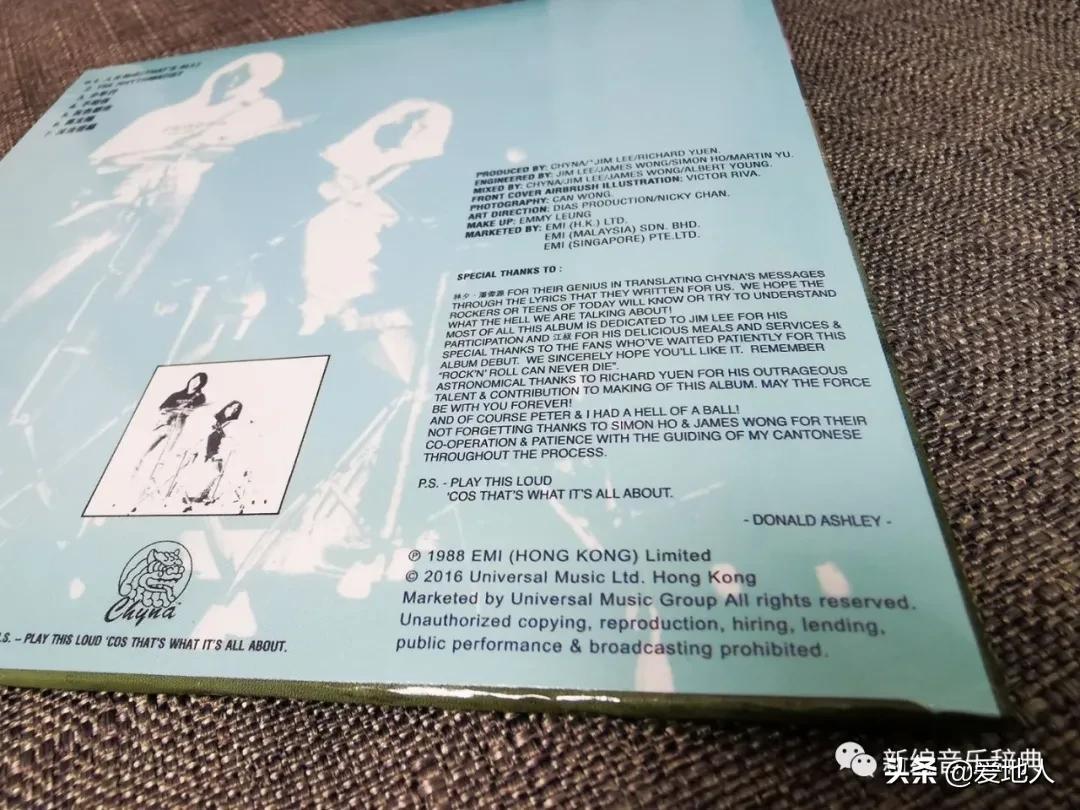 2. THE RHYTHMATIST
PRODUCED BY: CHYNA/*JIM LEE/RICHARD YUEN.
ENGINEERED BY: JIM LEE/JAMES WONG/SIMON HO/MARTIN YU.
MIXED BY: CHYNA/JIM LEE/JAMES WONG/ALBERT YOUNG.
FRONT COVER AIRBRUSH ILLUSTRATION: VICTOR RIVA.
PHOTOGRAPHY: CAN WONG.
ART DIRECTION: DIAS PRODUCTION/NICKY CHAN.
MAKE UP: EMMY LEUNG
MARKETED BY: EMI (H.K.) LTD.
EMI (MALAYSIA) SDN. BHD.
EMI (SINGAPORE) PTE.LTD.
SPECIAL THANKS TO :
林夕·潘偉源 FOR THEIR GENIUS IN TRANSLATING CHYNA'S MESSAGES
THROUGH THE LYRICS THAT THEY WRITTEN FOR US. WE HOPE THE
ROCKERS OR TEENS OF TODAY WILL KNOW OR TRY TO UNDERSTAND
WHAT THE HELL WE ARE TALKING ABOUT!
MOST OF ALL THIS ALBUM IS DEDICATED TO JIM LEE FOR HIS
PARTICIPATION AND 江叔 FOR HIS DELICIOUS MEALS AND SERVICES &
SPECIAL THANKS TO THE FANS WHO'VE WAITED PATIENTLY FOR THIS
ALBUM DEBUT. WE SINCERELY HOPE YOU'LL LIKE IT. REMEMBER
"ROCK'N' ROLL CAN NEVER DIE".
ASTRONOMICAL THANKS TO RICHARD YUEN FOR HIS OUTRAGEOUS
TALENT & CONTRIBUTION TO MAKING OF THIS ALBUM. MAY THE FORCE
BE WITH YOU FOREVER!
AND OF COURSE PETER & I HAD A HELL OF A BALL!
NOT FORGETTING THANKS TO SIMON HO & JAMES WONG FOR THEIR
CO-OPERATION & PATIENCE WITH THE GUIDING OF MY CANTONESE
THROUGHOUT THE PROCESS.
P.S. - PLAY THIS LOUD
'COS THAT'S WHAT IT'S ALL ABOUT.
- DONALD ASHLEY -
℗ 1988 EMI (HONG KONG) Limited
© 2016 Universal Music Ltd. Hong Kong
Marketed by Universal Music Group All rights reserved.
Unauthorized copying, reproduction, hiring, lending,
public performance & broadcasting prohibited.
Chyna
.S. – PLAY THIS LOUD 'COS THAT'S WHAT IT'S ALL ABOUT.
新编音乐辞典
头条 @爱地人